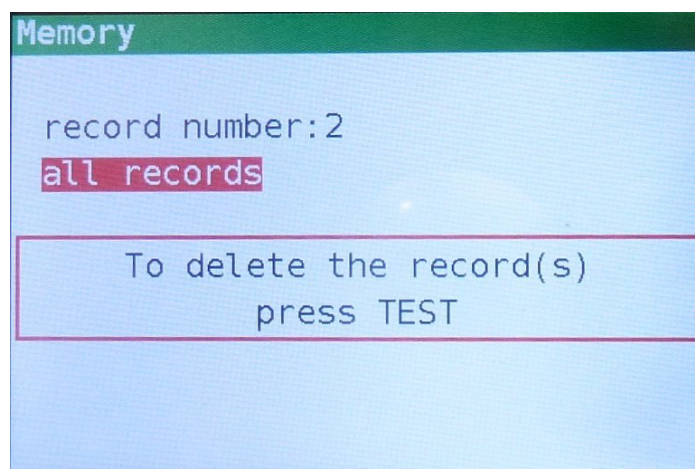 Memory
record number:2
all records
To delete the record(s)
press TEST